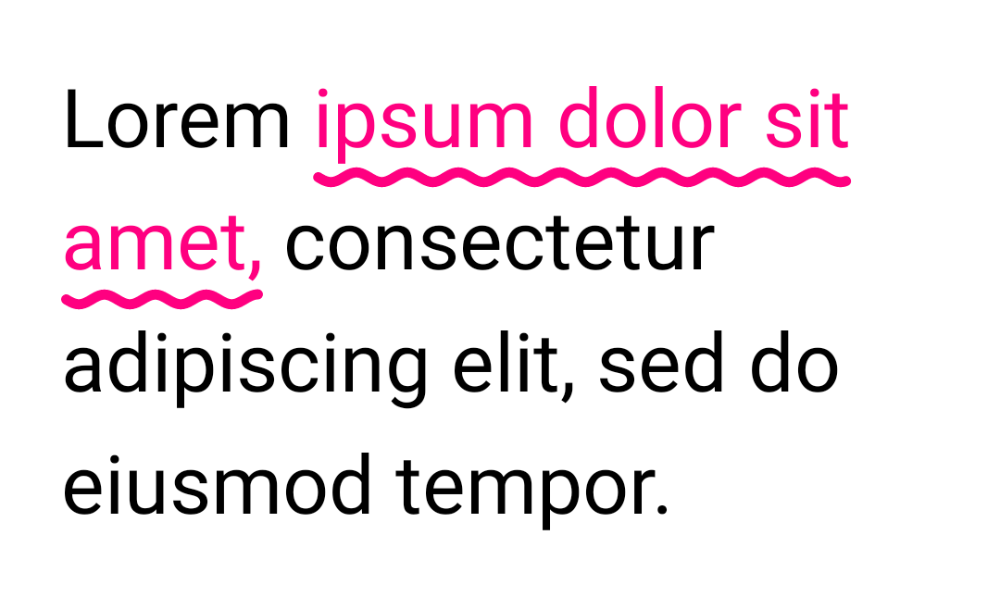 Lorem ipsum dolor sit
amet, consectetur
adipiscing elit, sed do
eiusmod tempor.